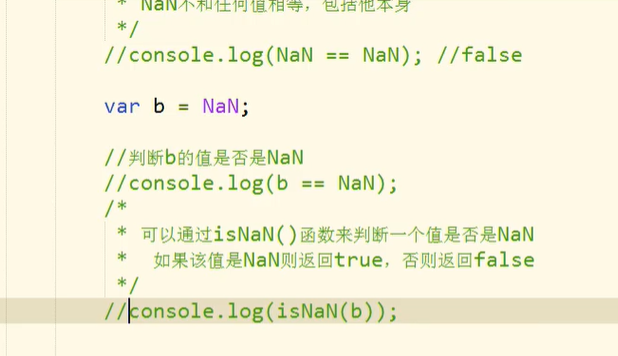 * NaN不和任何值相等，包括他本身
*/
//console.log(NaN == NaN); //false
var b = NaN;
//判断b的值是否是NaN
//console.log(b == NaN);
/*
* 可以通过isNaN()函数来判断一个值是否是NaN
* 如果该值是NaN则返回true，否则返回false
*/
//console.log(isNaN(b));